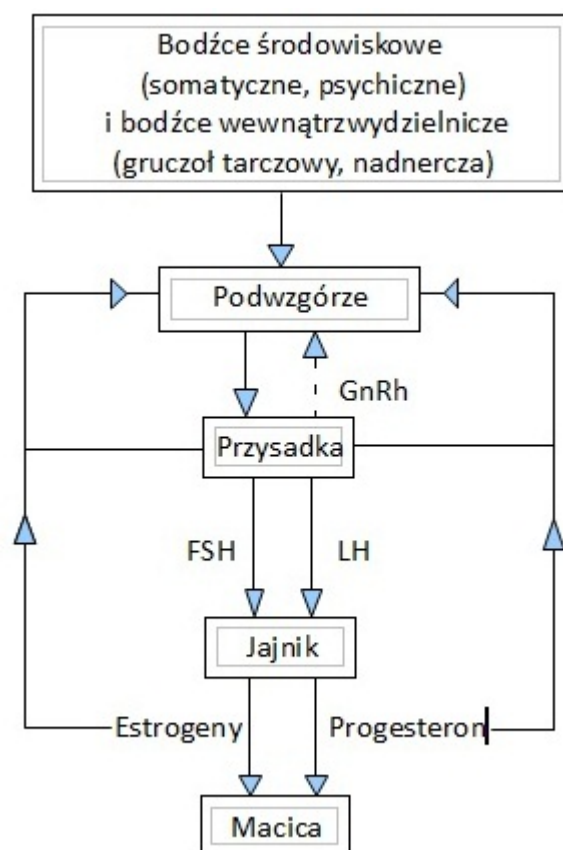 Bodźce środowiskowe
(somatyczne, psychiczne)
i bodźce wewnątrzwydzielnicze
(gruczoł tarczowy, nadnercza)
Podwzgórze
GnRh
Przysadka
FSH LH
Jajnik
Estrogeny Progesteron
Macica